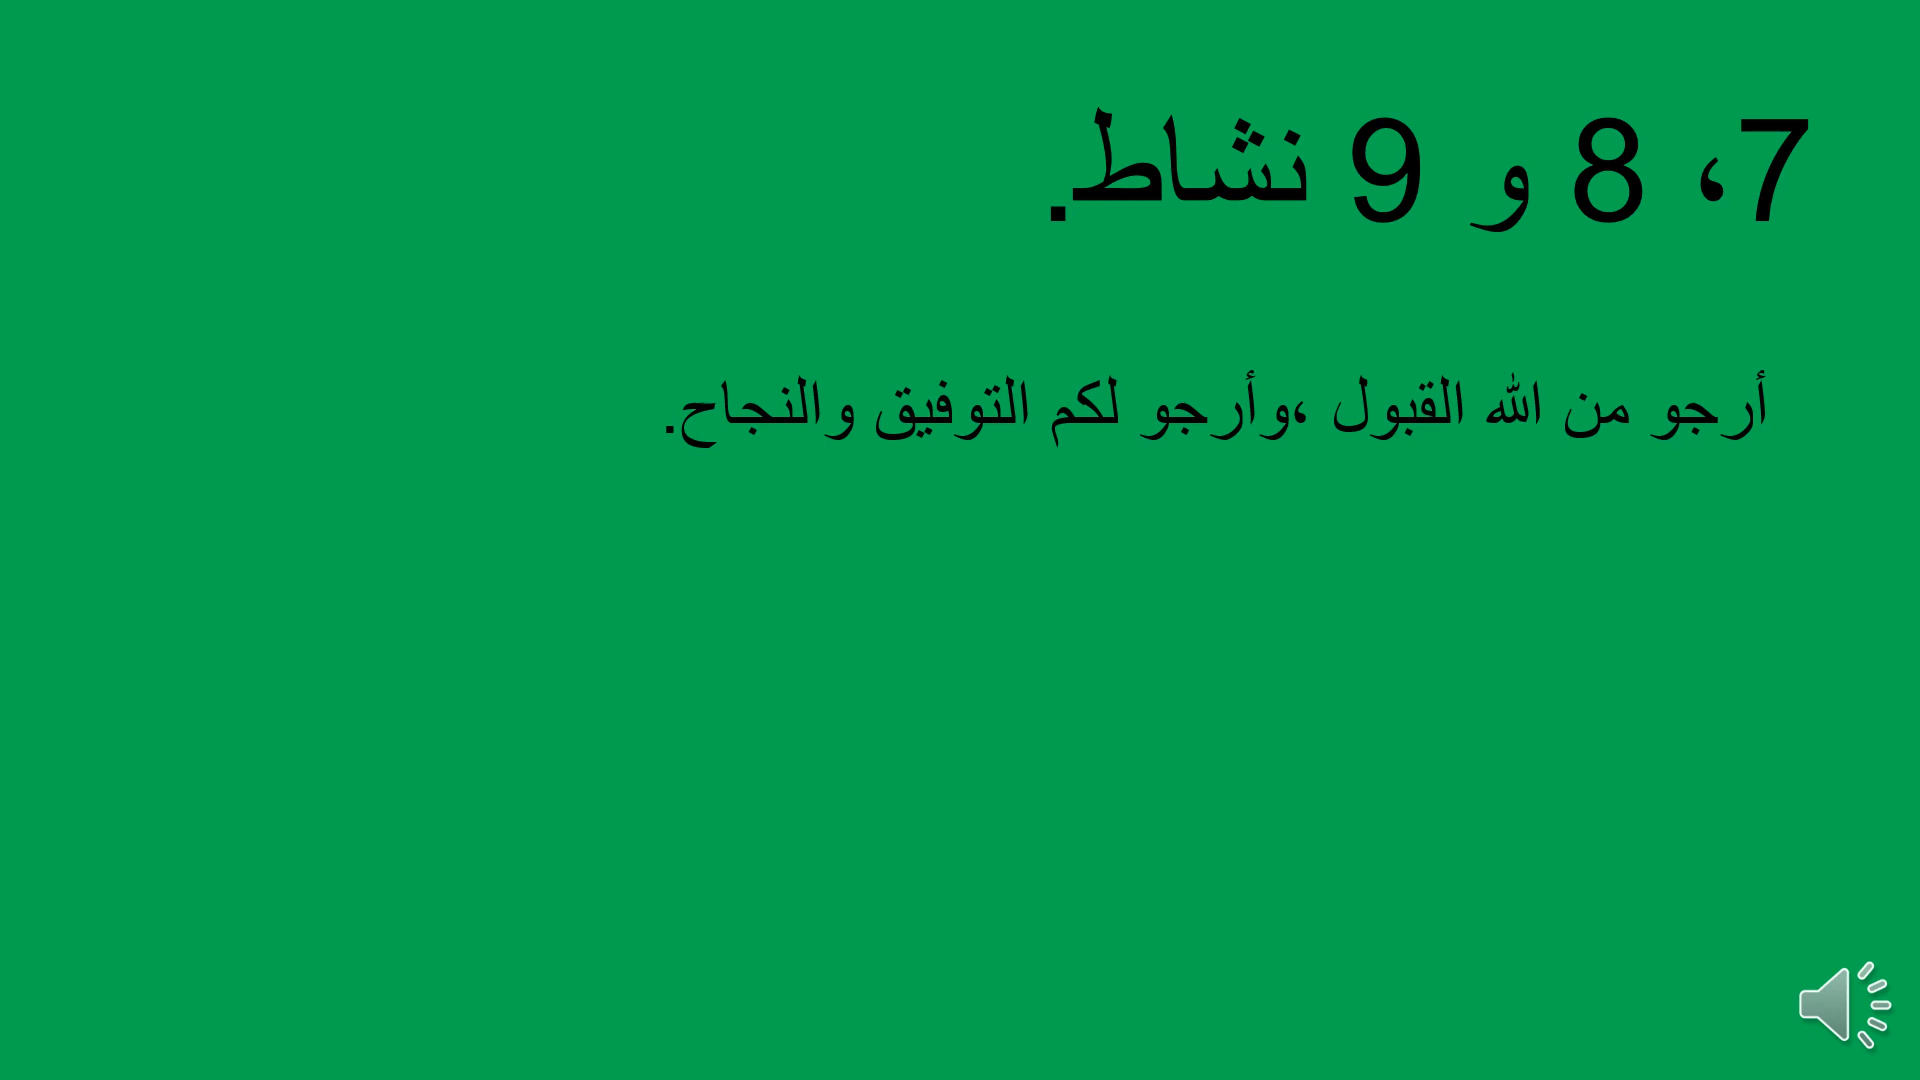 7، 8 و 9 نشاط.
أرجو من الله القبول ،وأرجو لكم التوفيق والنجاح.